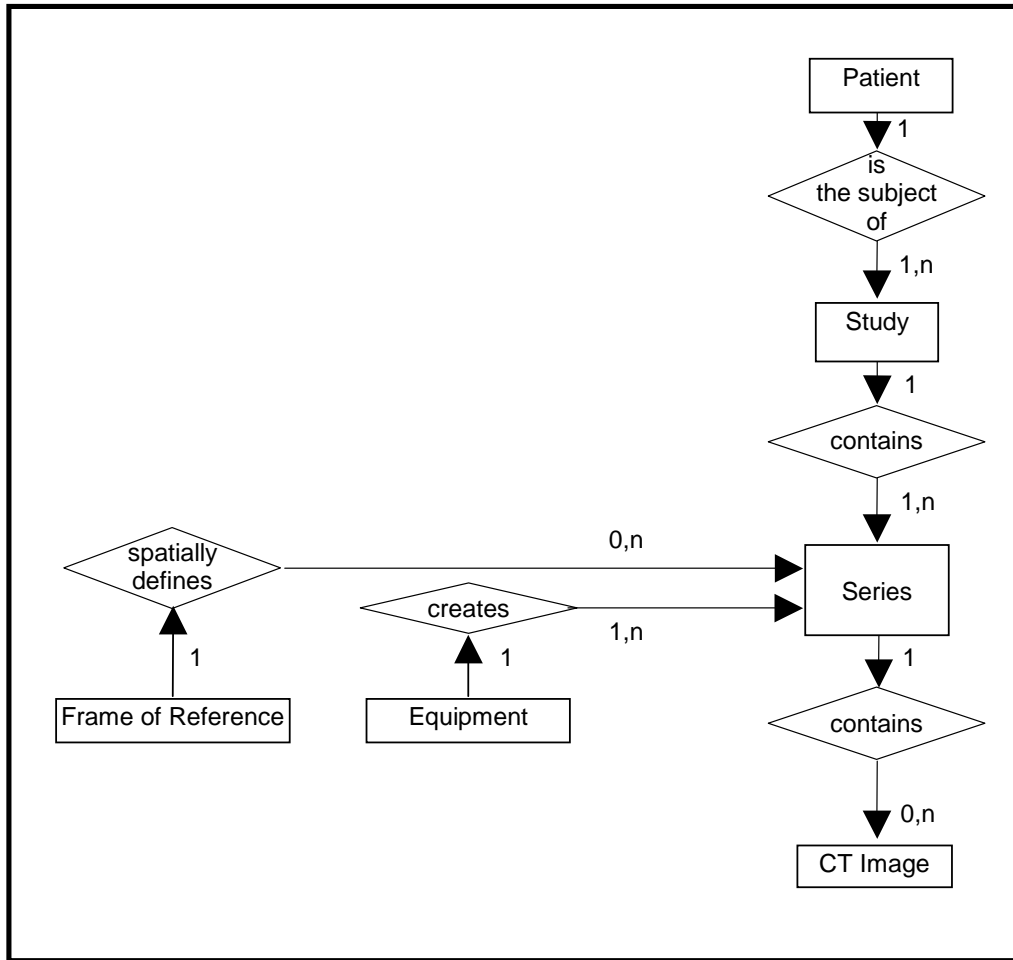 Patient
1
is
the subject
of
1,n
Study
1
contains
1,n
spatially
defines
0,n
Series
creates
1,n
1
1
1
Frame of Reference
Equipment
contains
0,n
CT Image